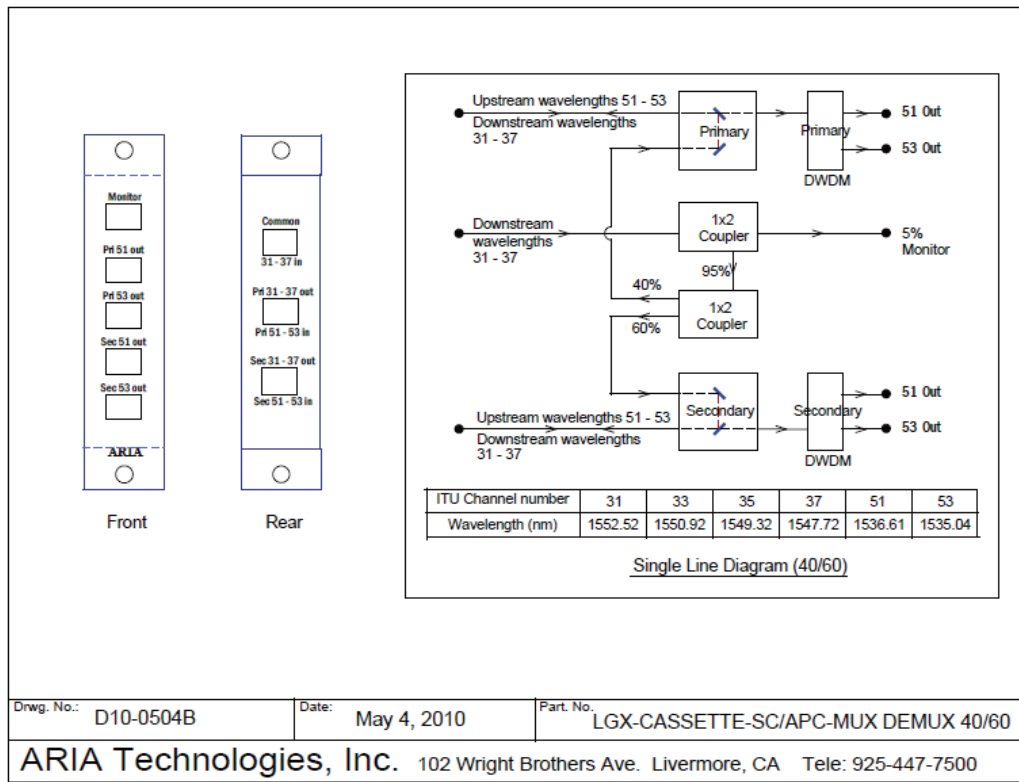 Monitor
Pri 51 out
Pri 53 out
Sec 51 out
Sec 53 out
ARIA
Front
Common
31 - 37 in
Pri 31 - 37 out
Pri 51 - 53 in
Sec 31 - 37 out
Sec 51 - 53 in
Rear
Upstream wavelengths 51 - 53
Downstream wavelengths
31 - 37
Primary
Primary
DWDM
51 Out
53 Out
Downstream
wavelengths
31 - 37
1x2
Coupler
5%
Monitor
95%
40%
60%
1x2
Coupler
Secondary
Secondary
DWDM
51 Out
53 Out
Upstream wavelengths 51 - 53
Downstream wavelengths
31 - 37
ITU Channel number 31 33 35 37 51 53
Wavelength (nm) 1552.52 1550.92 1549.32 1547.72 1536.61 1535.04
Single Line Diagram (40/60)
Drwg. No.: D10-0504B Date: May 4, 2010 Part. No. LGX-CASSETTE-SC/APC-MUX DEMUX 40/60
ARIA Technologies, Inc. 102 Wright Brothers Ave. Livermore, CA Tele: 925-447-7500